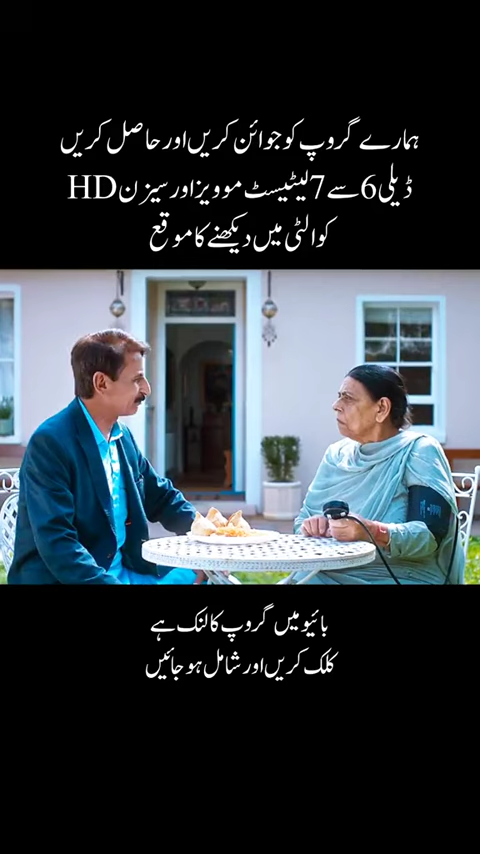 ہمارے گروپ کو جوائن کریں اور حاصل کریں
ڈیلی 6 سے 7 لیٹیسٹ موویز اور سیزن HD
کوالٹی میں دیکھنے کا موقع
بائیو میں گروپ کا لنک ہے
کلک کریں اور شامل ہو جائیں